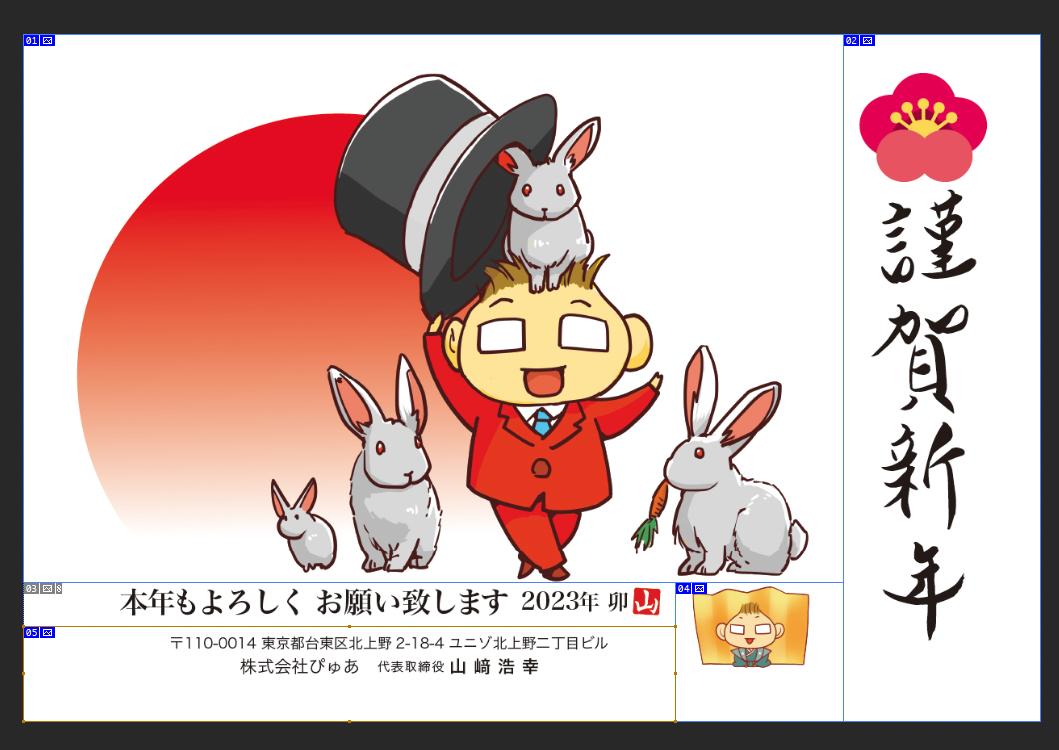 01
02
謹賀新年
03
本年もよろしく お願い致します 2023年 卯 山
04
05
〒110-0014 東京都台東区北上野 2-18-4 ユニゾ北上野二丁目ビル
株式会社ぴゅあ 代表取締役 山﨑浩幸